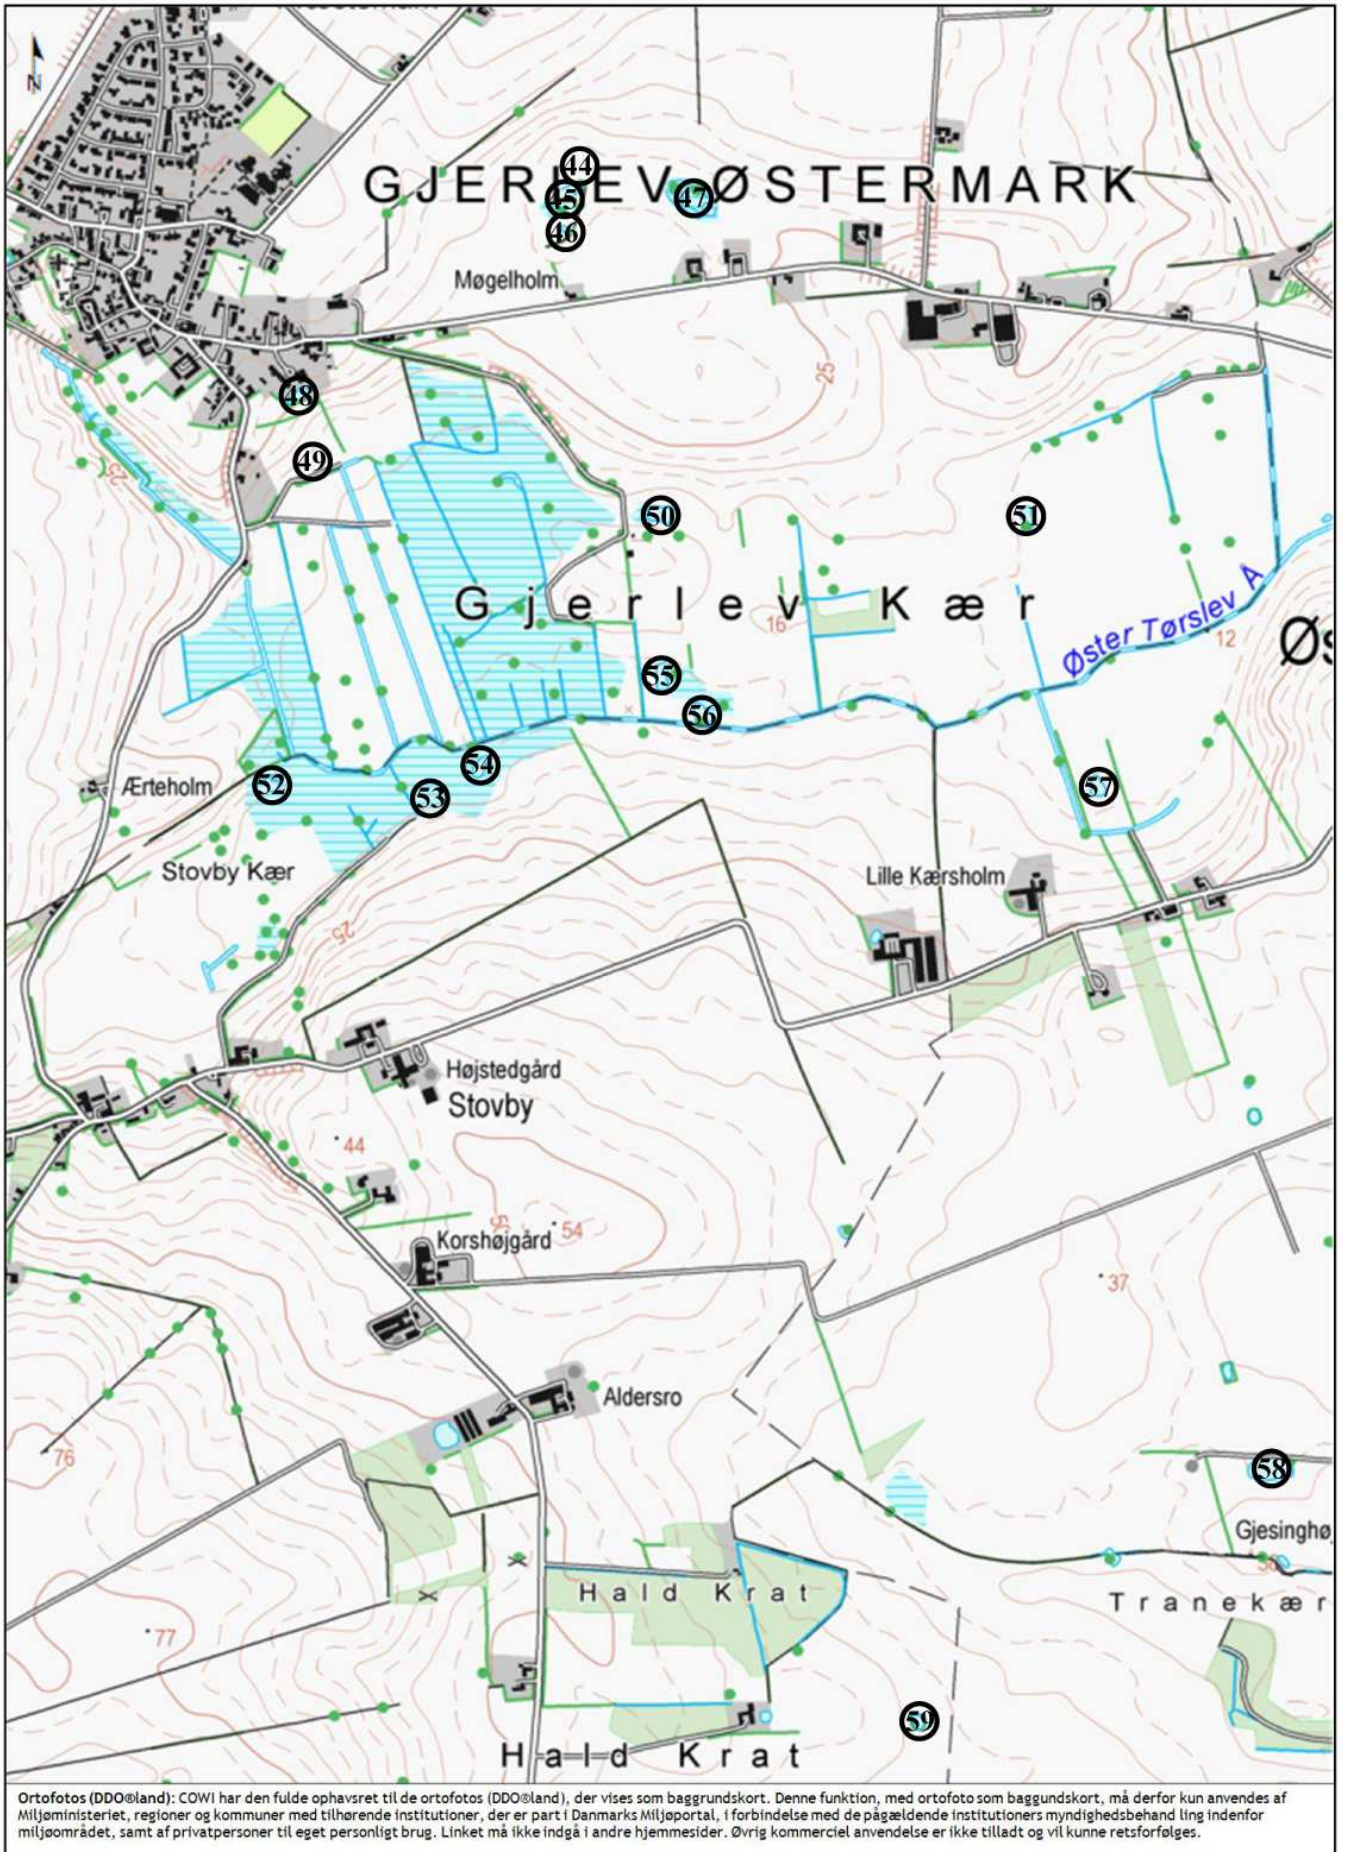 N
44
GJERLEV ØSTERMARK
45
47
46
Møgelholm
25
48
49
25
50
51
Gjerlev Kær
16
Øster Tørslev Å
12
Øs
55
56
54
52
53
57
Ærteholm
Stovby Kær
Lille Kærsholm
25
Højstedgård
Stovby
44
54
Korshøjgård
37
Aldersro
76
58
Gjesinghø
Hald Krat
Tranekær
77
59
Hald Krat
Ortofotos (DDO®land): COWI har den fulde ophavsret til de ortofotos (DDO®land), der vises som baggrundskort. Denne funktion, med ortofoto som baggundskort, må derfor kun anvendes af
Miljøministeriet, regioner og kommuner med tilhørende institutioner, der er part i Danmarks Miljøportal, i forbindelse med de pågældende institutioners myndighedsbehand ling indenfor
miljøområdet, samt af privatpersoner til eget personligt brug. Linket må ikke indgå i andre hjemmesider. Øvrig kommerciel anvendelse er ikke tilladt og vil kunne retsforfølges.